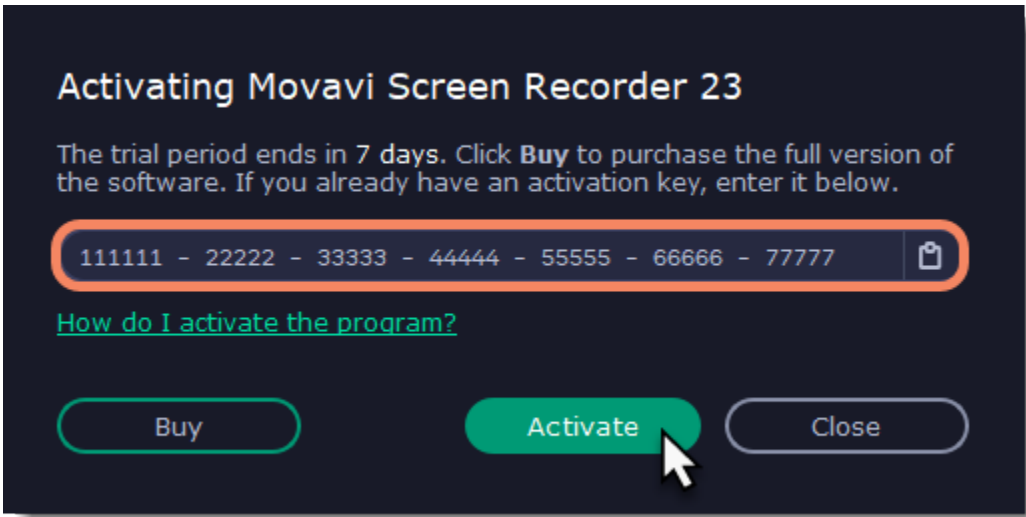 Activating Movavi Screen Recorder 23
The trial period ends in 7 days. Click Buy to purchase the full version of
the software. If you already have an activation key, enter it below.
111111 - 22222 - 33333 - 44444 - 55555 - 66666 - 77777
How do I activate the program?
Buy
Activate
Close